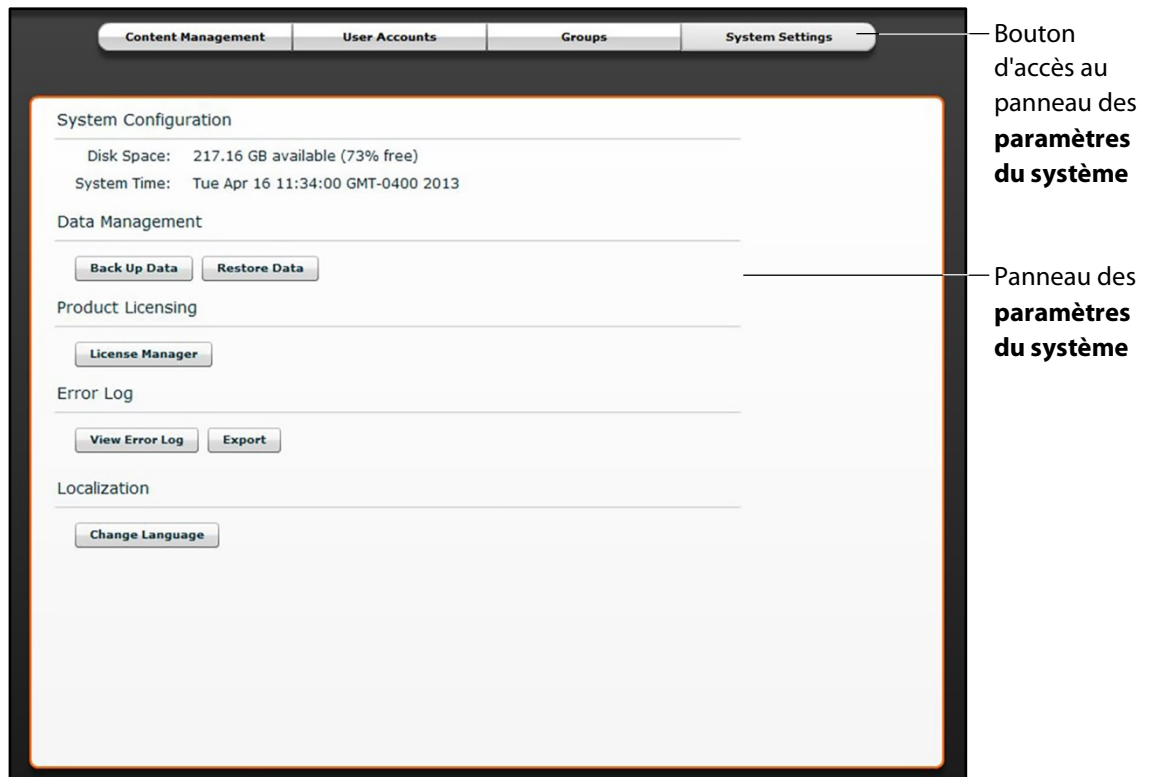 Content Management User Accounts Groups System Settings
System Configuration
Disk Space: 217.16 GB available (73% free)
System Time: Tue Apr 16 11:34:00 GMT-0400 2013
Data Management
Back Up Data Restore Data
Product Licensing
License Manager
Error Log
View Error Log Export
Localization
Change Language
Bouton
d'accès au
panneau des
paramètres
du système
Panneau des
paramètres
du système